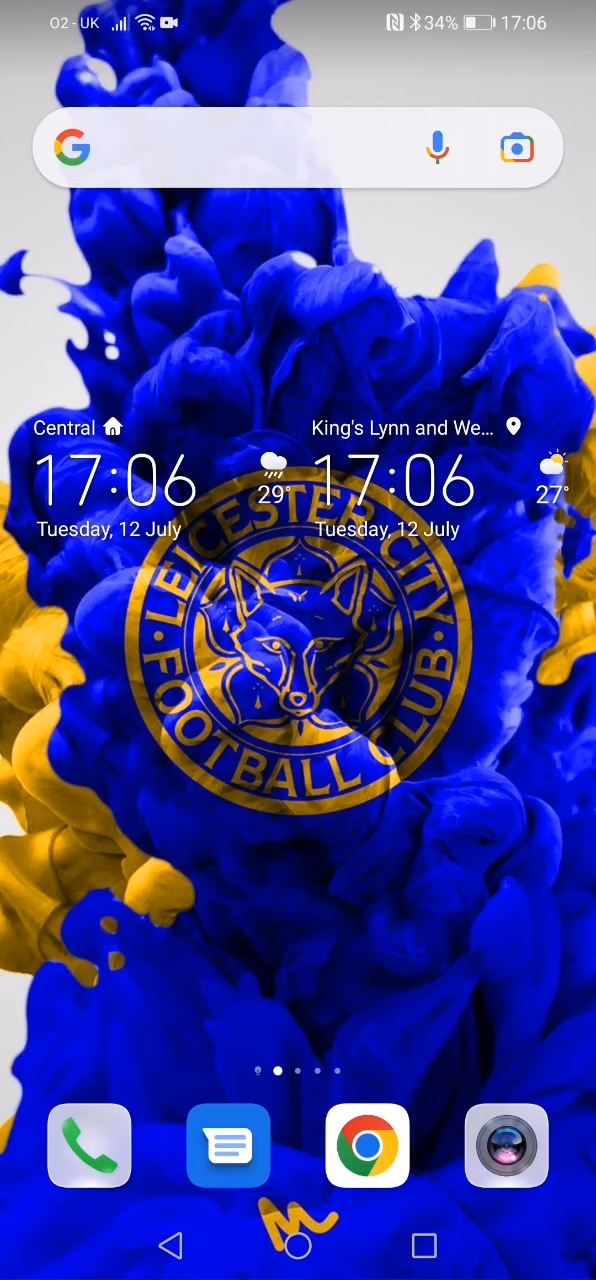 O2 - UK
34%
17:06
Central
17:06
29°
Tuesday, 12 July
King's Lynn and We...
17:06
27°
Tuesday, 12 July
LEICESTER CITY
FOOTBALL CLUB